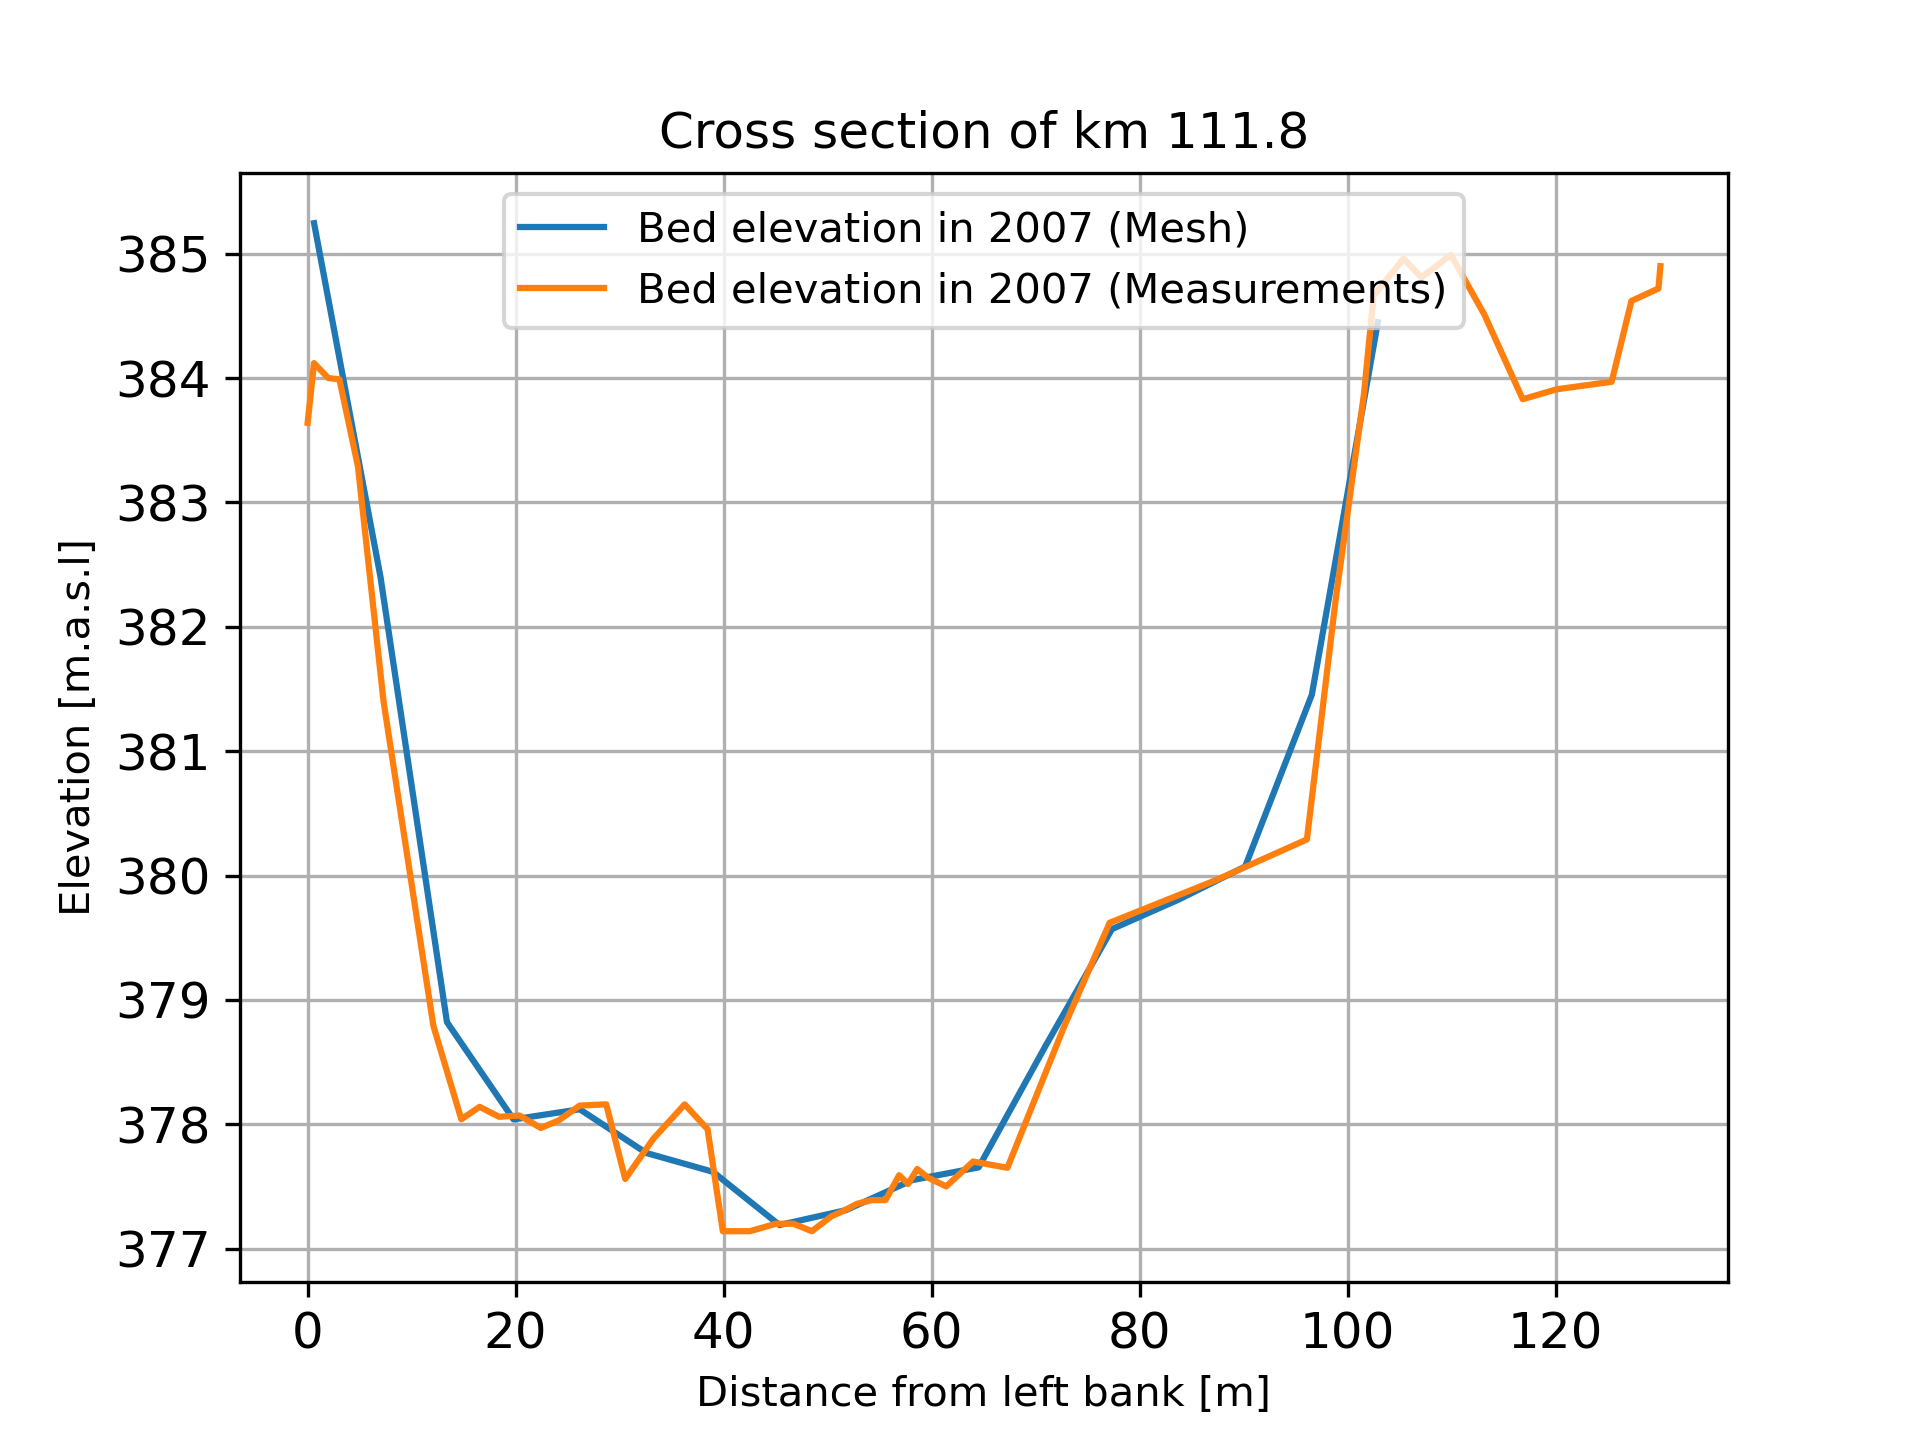 Cross section of km 111.8
Bed elevation in 2007 (Mesh)
Bed elevation in 2007 (Measurements)
385
384
383
382
381
380
379
378
377
Elevation [m.a.s.l]
0 20 40 60 80 100 120
Distance from left bank [m]